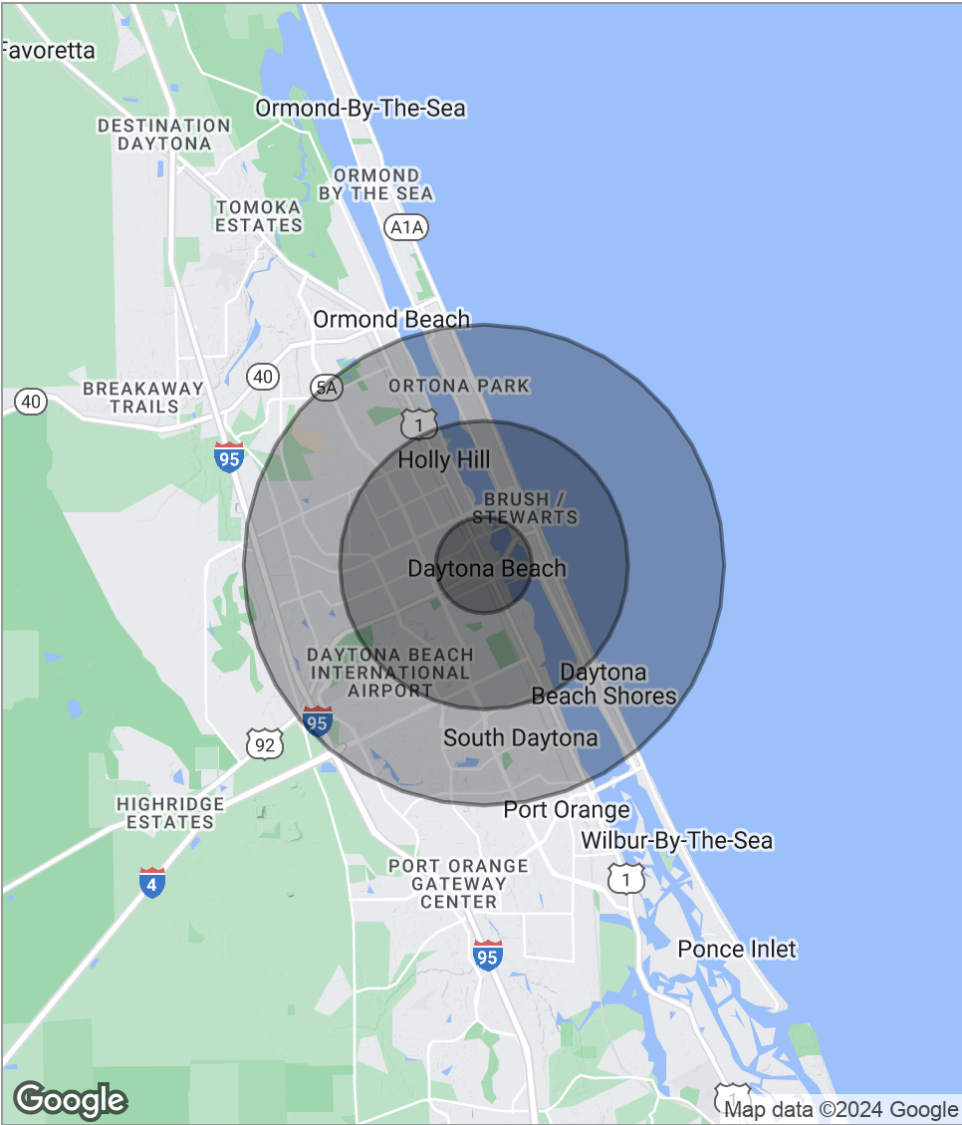 Favoretta
Ormond-By-The-Sea
DESTINATION
DAYTONA
ORMOND
BY THE SEA
TOMOKA
ESTATES
A1A
Ormond Beach
40
5A
ORTONA PARK
BREAKAWAY
TRAILS
40
1
95
Holly Hill
BRUSH /
STEWARTS
Daytona Beach
DAYTONA BEACH
INTERNATIONAL
AIRPORT
Daytona
Beach Shores
95
92
South Daytona
HIGHRIDGE
ESTATES
Port Orange
Wilbur-By-The-Sea
PORT ORANGE
GATEWAY
CENTER
1
4
Ponce Inlet
95
Google
1
Map data ©2024 Google